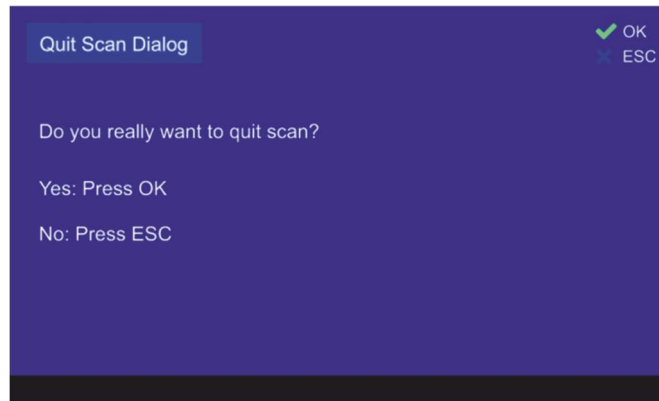 Quit Scan Dialog
OK
ESC
Do you really want to quit scan?
Yes: Press OK
No: Press ESC